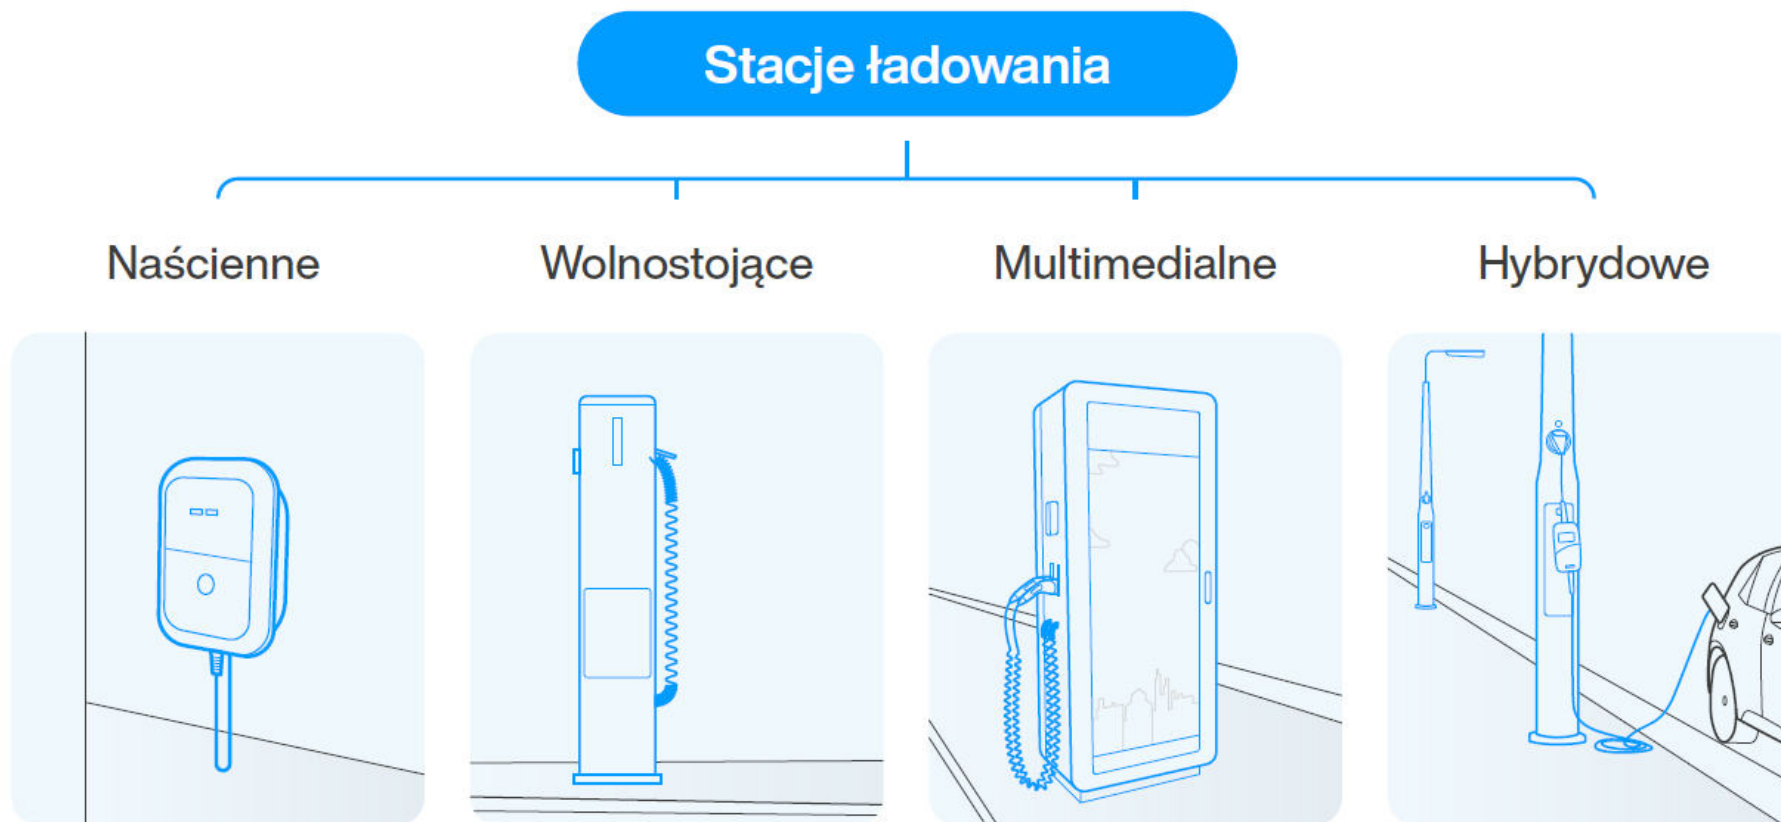 Stacje ładowania
Naścienne
Wolnostojące
Multimedialne
Hybrydowe